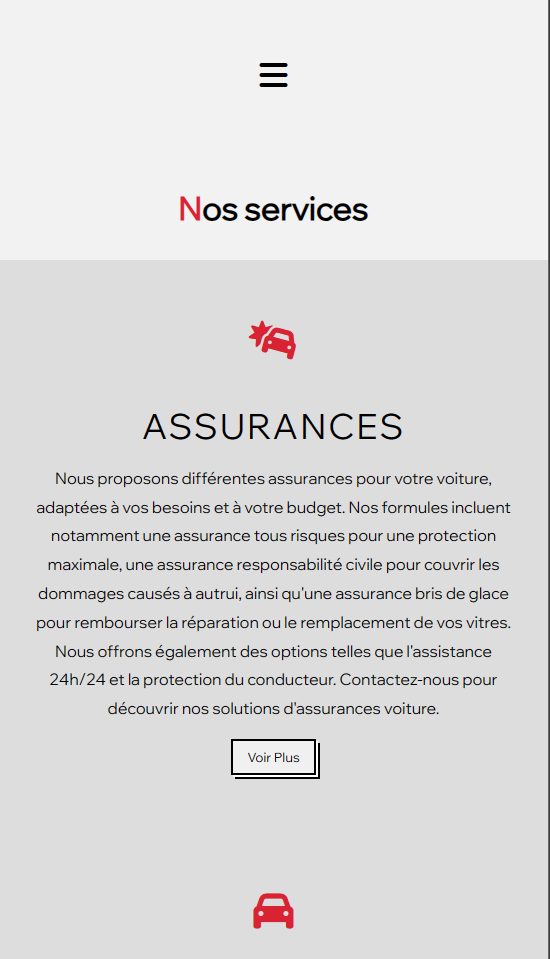 Nos services
ASSURANCES
Nous proposons différentes assurances pour votre voiture,
adaptées à vos besoins et à votre budget. Nos formules incluent
notamment une assurance tous risques pour une protection
maximale, une assurance responsabilité civile pour couvrir les
dommages causés à autrui, ainsi qu'une assurance bris de glace
pour rembourser la réparation ou le remplacement de vos vitres.
Nous offrons également des options telles que l'assistance
24h/24 et la protection du conducteur. Contactez-nous pour
découvrir nos solutions d'assurances voiture.
Voir Plus